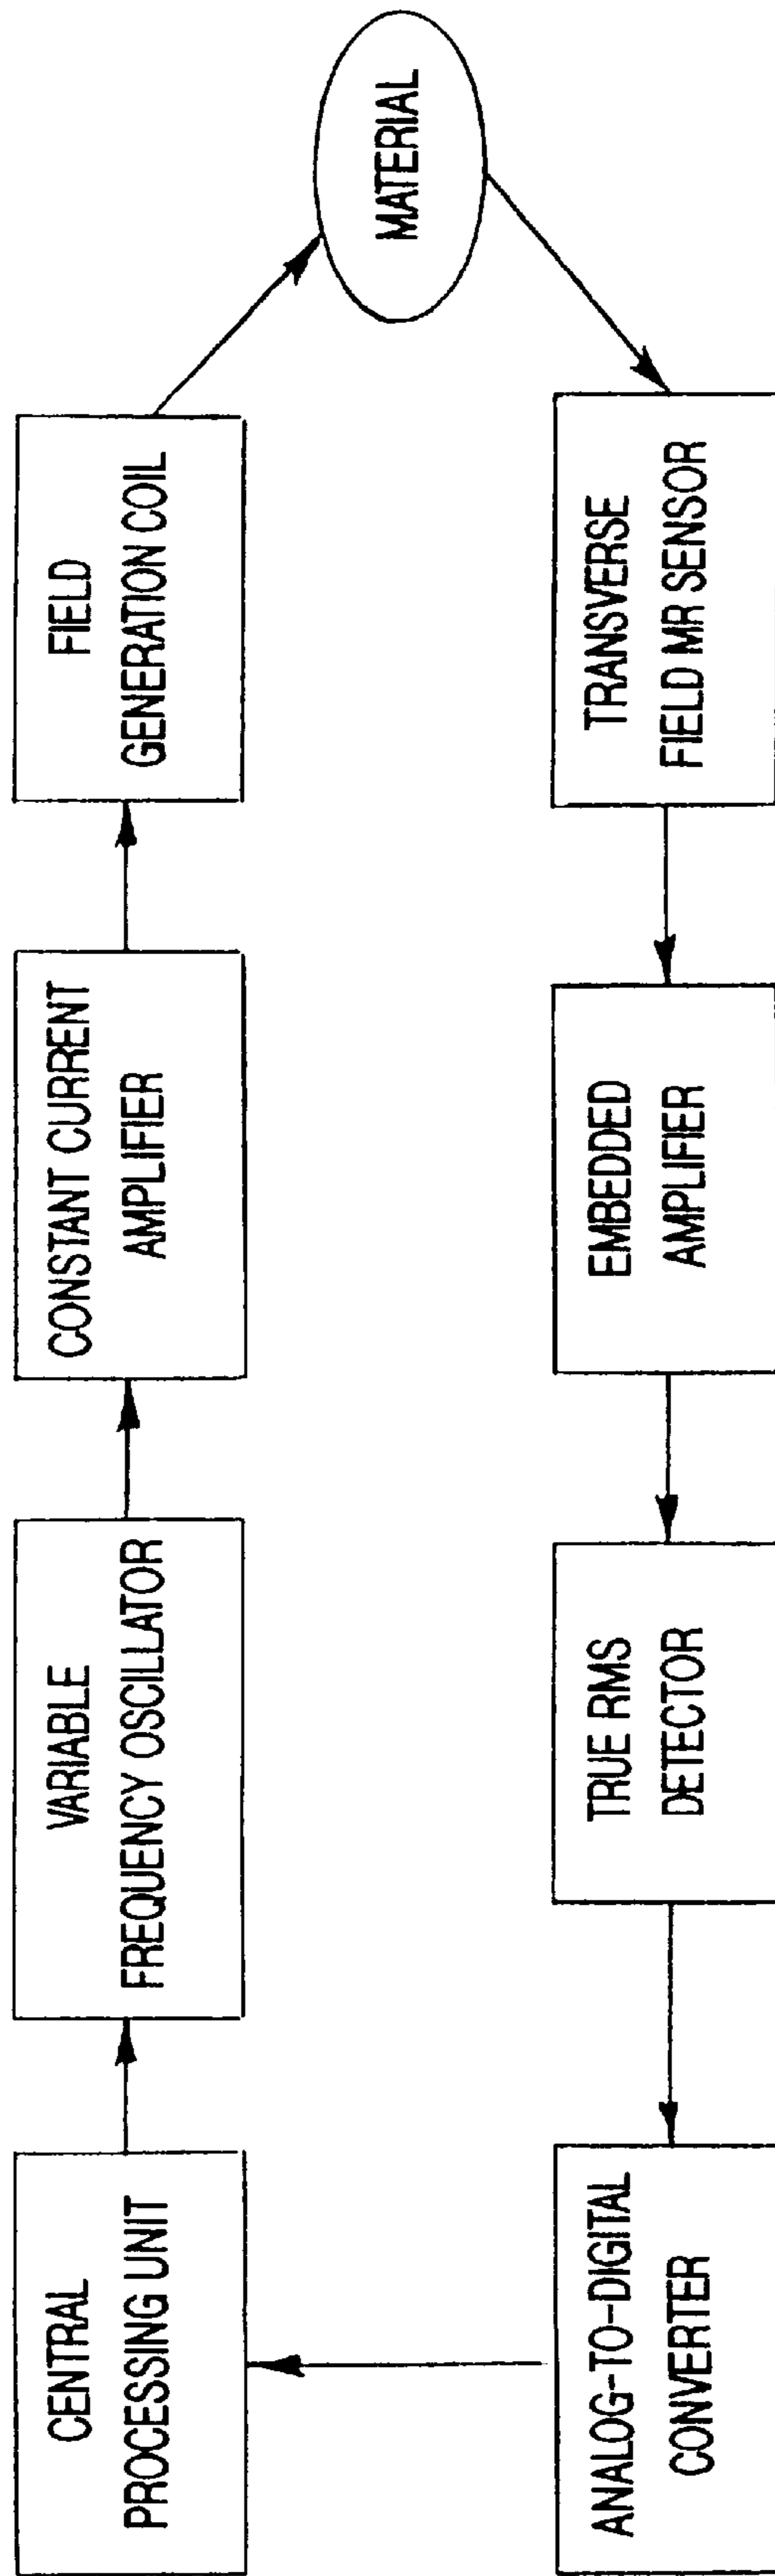 CENTRAL
PROCESSING UNIT
VARIABLE
FREQUENCY OSCILLATOR
CONSTANT CURRENT
AMPLIFIER
FIELD
GENERATION COIL
MATERIAL
TRANSVERSE
FIELD MR SENSOR
EMBEDDED
AMPLIFIER
TRUE RMS
DETECTOR
ANALOG-TO-DIGITAL
CONVERTER